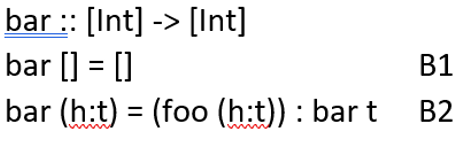 bar :: [Int] -> [Int]
bar [] = [] B1
bar (h:t) = (foo (h:t)) : bar t B2